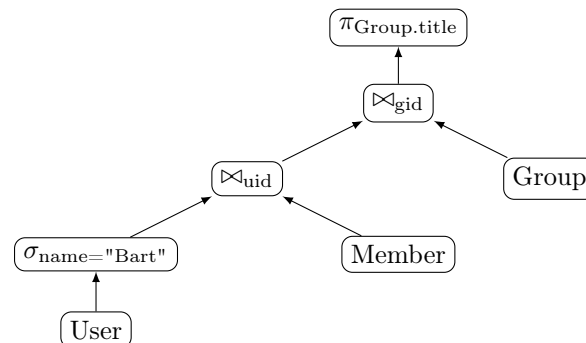 πGroup.title
⋈gid
Group
⋈uid
Member
σname="Bart"
User